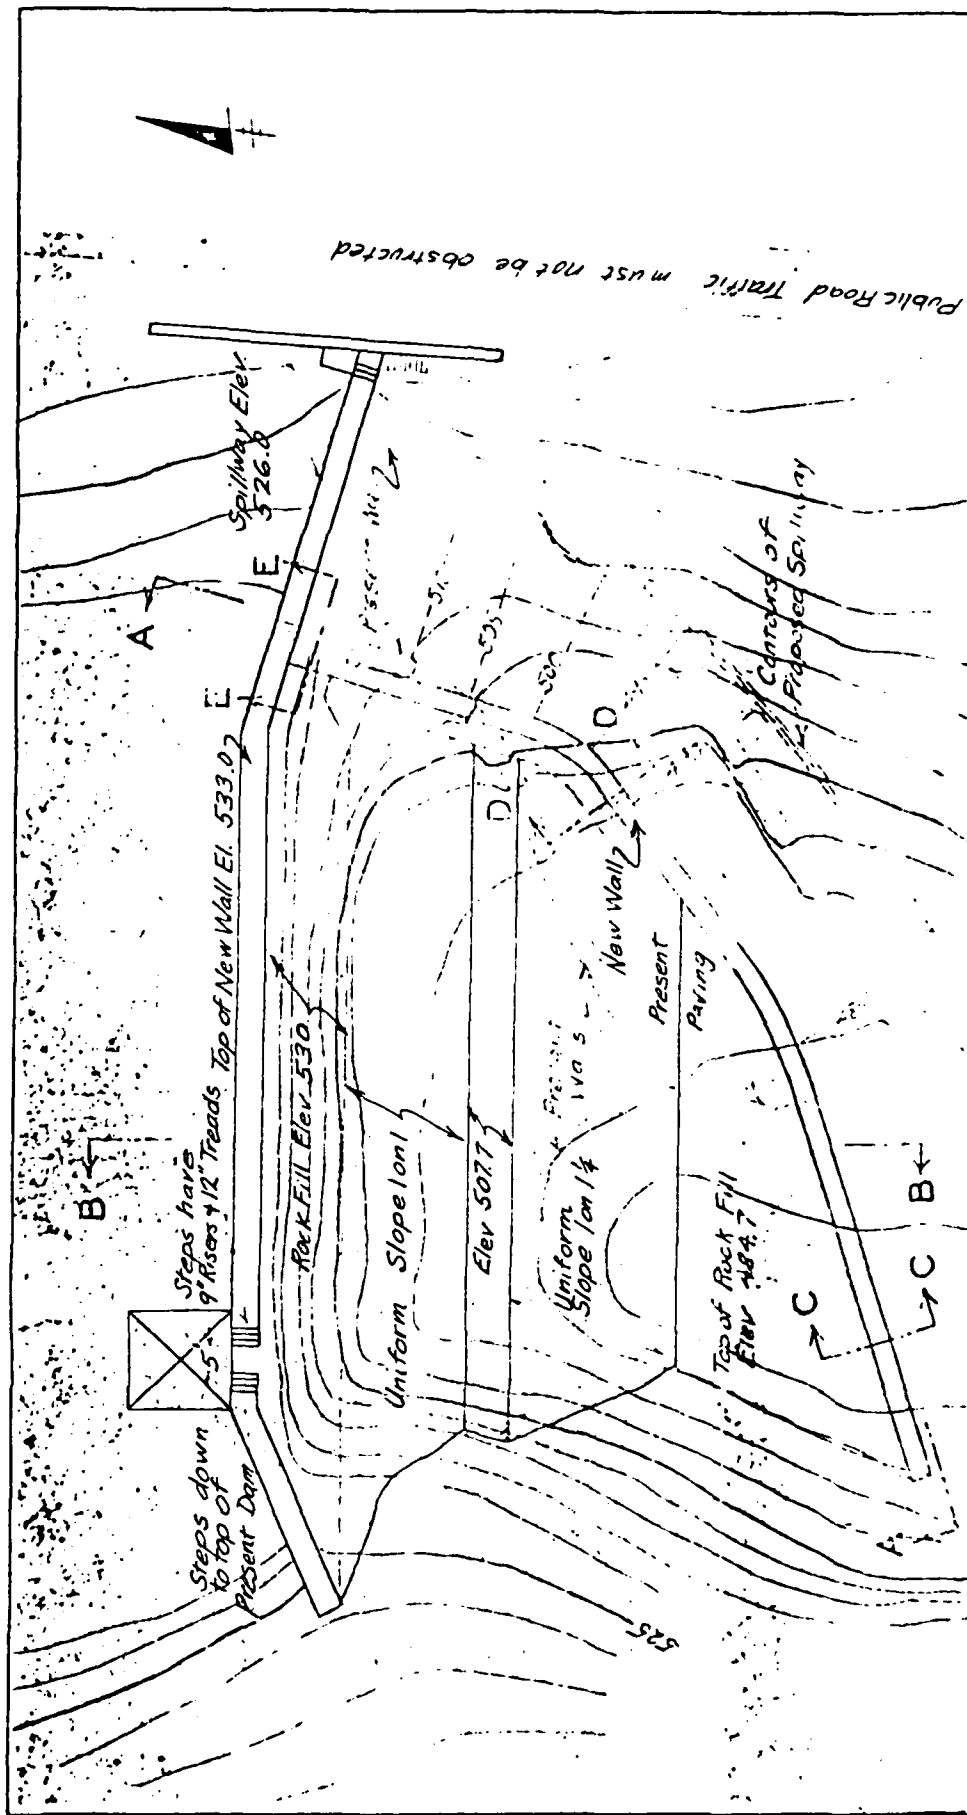 Public Road Traffic must not be obstructed
Spillway Elev.
526.0
A
E
E
Top of New Wall El. 533.0
Steps have
9" Risers & 12" Treads
B
5
Steps down
to top of
Present Dam
Rock Fill Elev. 530
Uniform Slope 1 on 1
Elev 507.7
D
D
Contours of
Proposed Spillway
New Wall
Present
Paving
Uniform
Slope 1 on 1¼
Top of Rock Fill
Elev 484.7
B
C
C
A
525